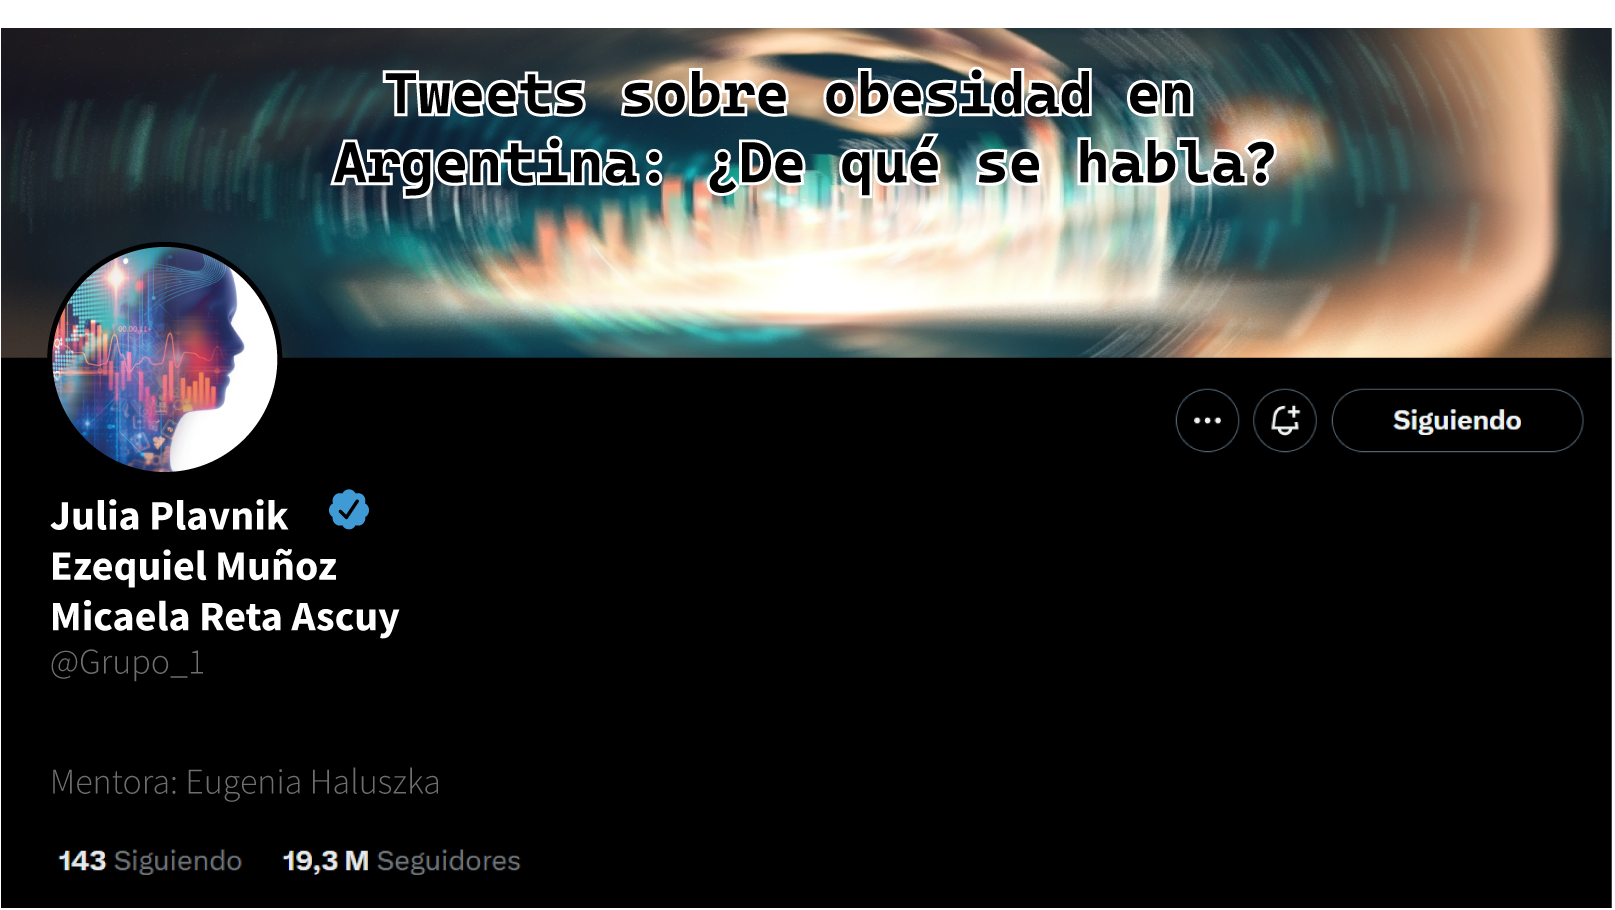 Tweets sobre obesidad en
Argentina: ¿De qué se habla?
Siguiendo
Julia Plavnik
Ezequiel Muñoz
Micaela Reta Ascuy
@Grupo_1
Mentora: Eugenia Haluszka
143 Siguiendo 19,3 M Seguidores